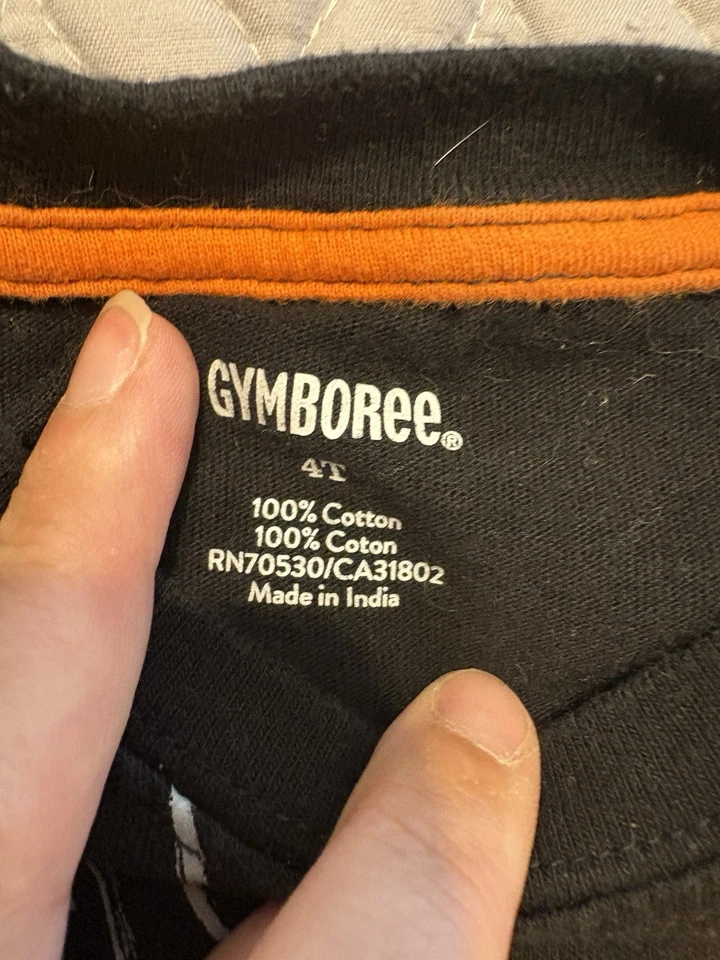 GYMBOREE®
4T
100% Cotton
100% Coton
RN70530/CA31802
Made in India